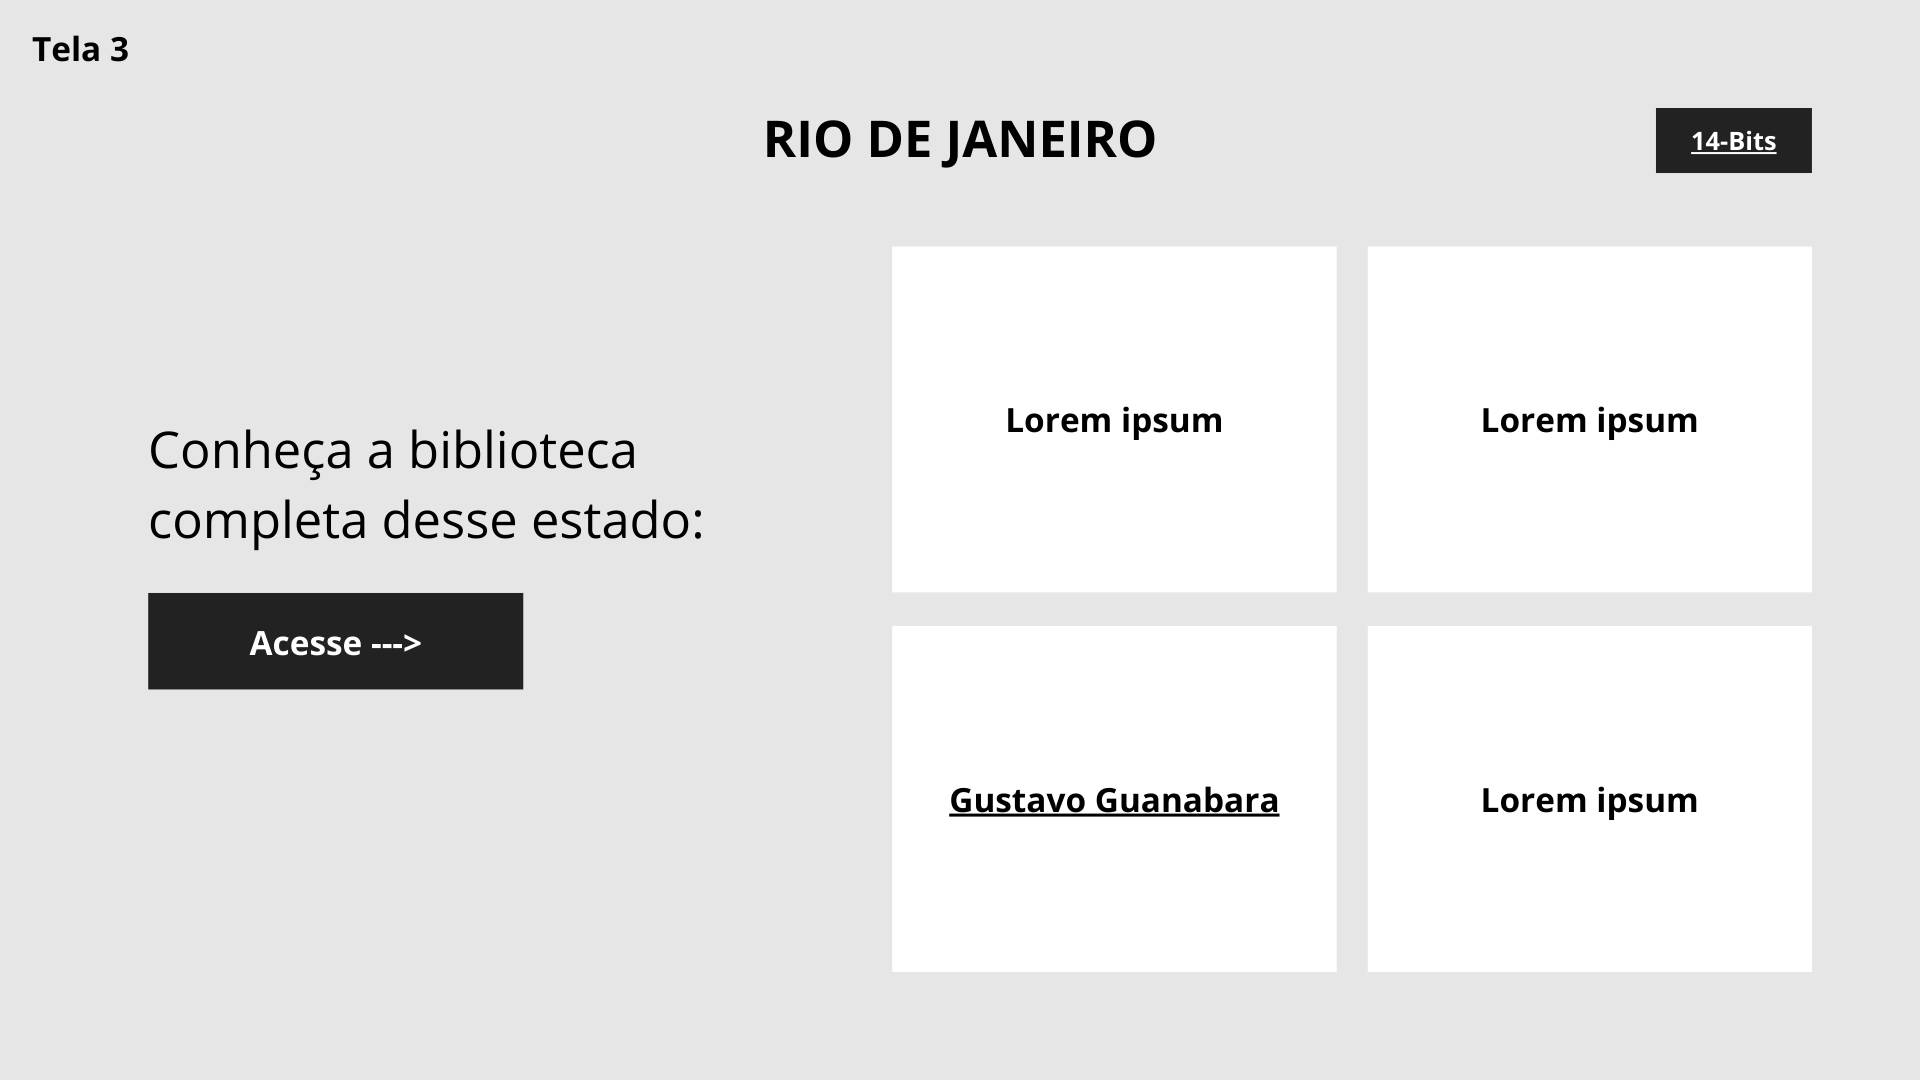 Tela 3
RIO DE JANEIRO
14-Bits
Conheça a biblioteca
completa desse estado:
Acesse --->
Lorem ipsum
Lorem ipsum
Gustavo Guanabara
Lorem ipsum